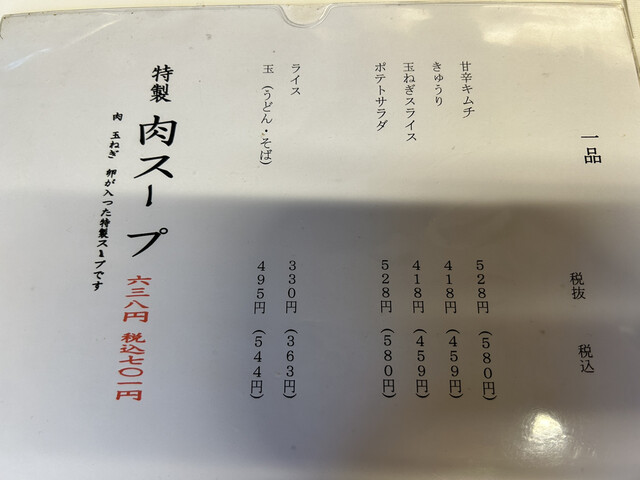 一品
税抜 税込
甘辛キムチ 528円 (580円)
きゅうり 418円 (459円)
玉ねぎスライス 418円 (459円)
ポテトサラダ 528円 (580円)
ライス 330円 (363円)
玉 (うどん・そば) 495円 (544円)
特製 肉スープ 六三八円 税込七〇一円
肉 玉ねぎ 卵が入った特製スープです